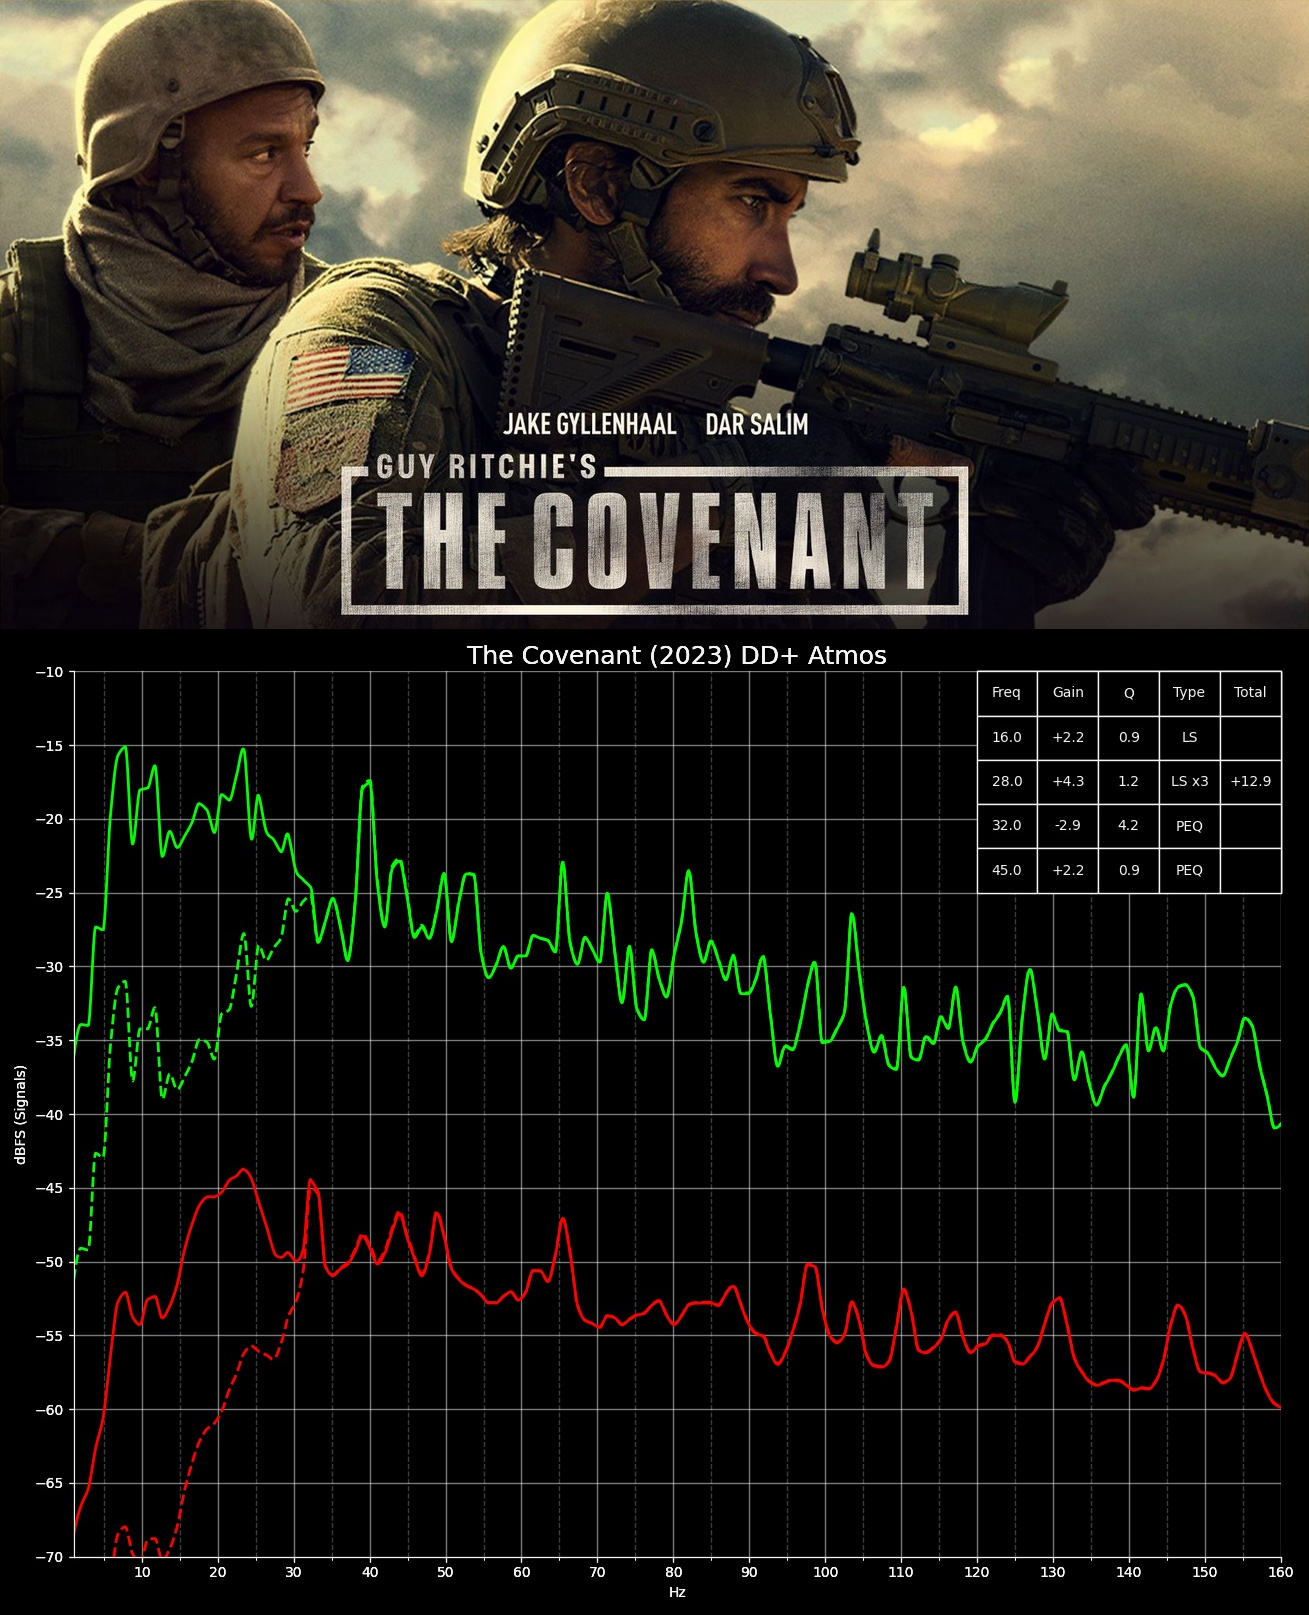 JAKE GYLLENHAAL DAR SALIM
GUY RITCHIE'S
THE COVENANT
The Covenant (2023) DD+ Atmos
Freq Gain Q Type Total
16.0 +2.2 0.9 LS
28.0 +4.3 1.2 LS x3 +12.9
32.0 -2.9 4.2 PEQ
45.0 +2.2 0.9 PEQ
−10
−15
−20
−25
−30
−35
−40
−45
−50
−55
−60
−65
−70
dBFS (Signals)
10 20 30 40 50 60 70 80 90 100 110 120 130 140 150 160
Hz